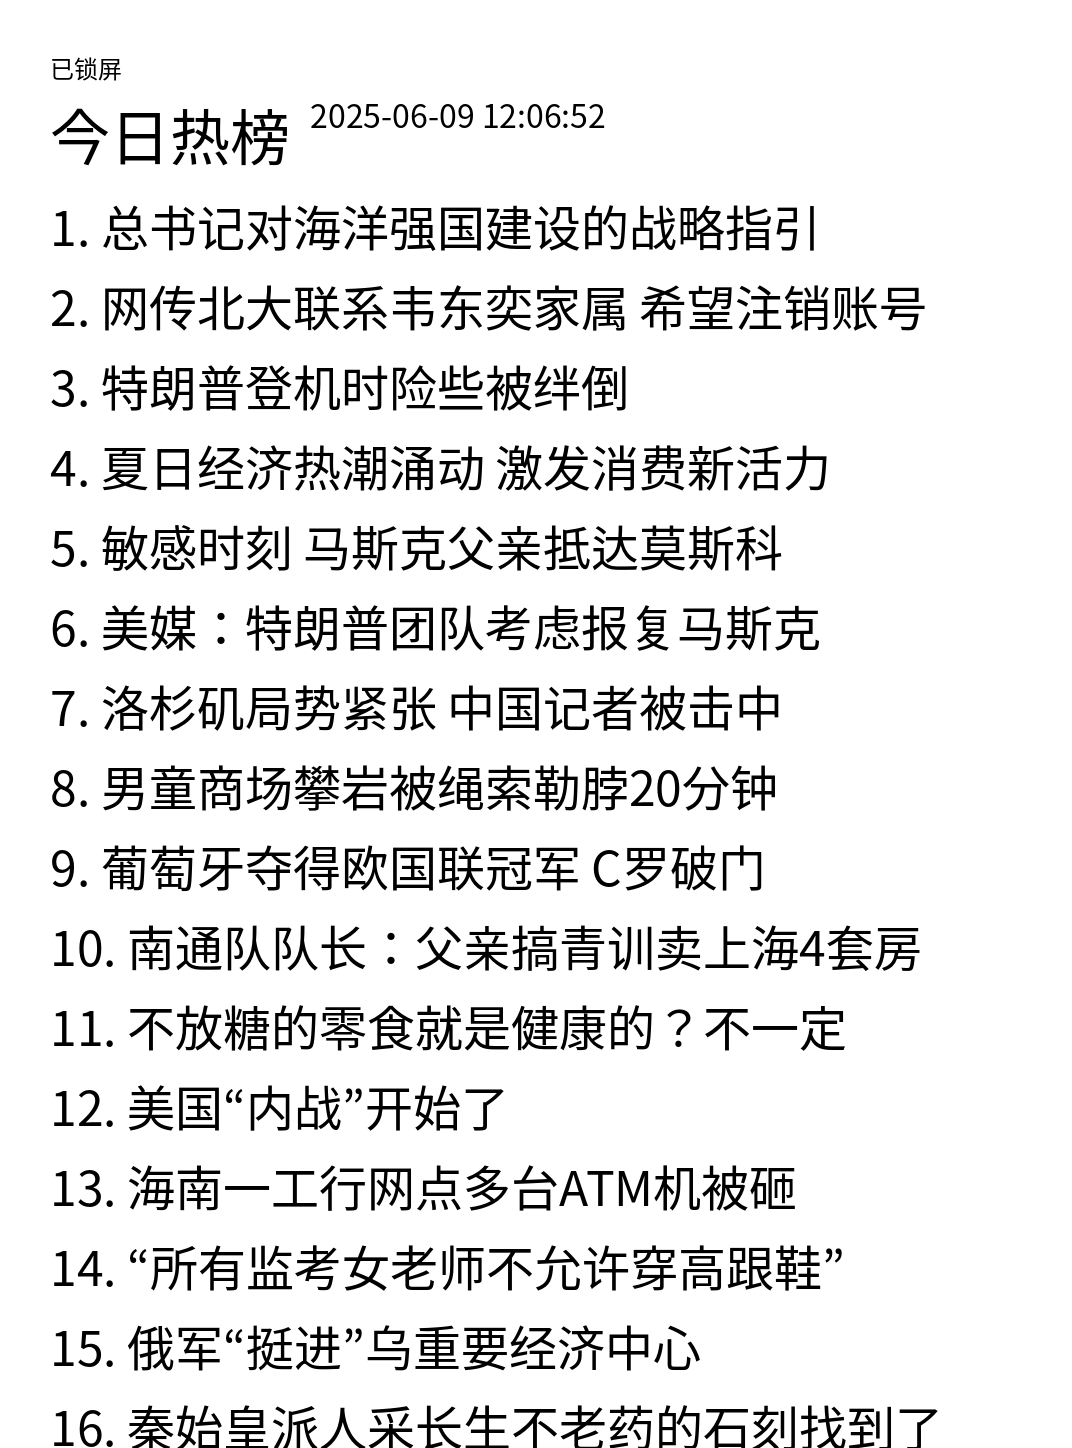 已锁屏
今日热榜 2025-06-09 12:06:52
1. 总书记对海洋强国建设的战略指引
2. 网传北大联系韦东奕家属 希望注销账号
3. 特朗普登机时险些被绊倒
4. 夏日经济热潮涌动 激发消费新活力
5. 敏感时刻 马斯克父亲抵达莫斯科
6. 美媒：特朗普团队考虑报复马斯克
7. 洛杉矶局势紧张 中国记者被击中
8. 男童商场攀岩被绳索勒脖20分钟
9. 葡萄牙夺得欧国联冠军 C罗破门
10. 南通队队长：父亲搞青训卖上海4套房
11. 不放糖的零食就是健康的？不一定
12. 美国“内战”开始了
13. 海南一工行网点多台ATM机被砸
14. “所有监考女老师不允许穿高跟鞋”
15. 俄军“挺进”乌重要经济中心
16. 秦始皇派人采长生不老药的石刻找到了